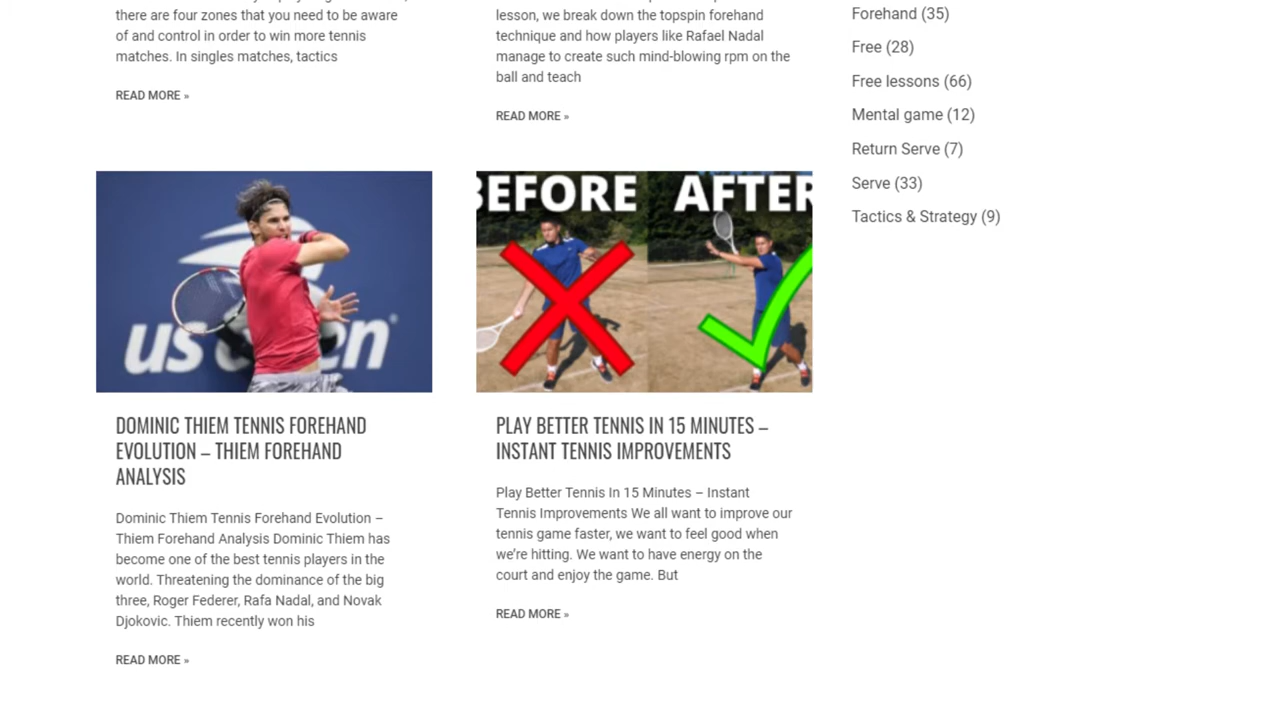 there are four zones that you need to be aware
of and control in order to win more tennis
matches. In singles matches, tactics
READ MORE »
lesson, we break down the topspin forehand
technique and how players like Rafael Nadal
manage to create such mind-blowing rpm on the
ball and teach
READ MORE »
us open
DOMINIC THIEM TENNIS FOREHAND
EVOLUTION – THIEM FOREHAND
ANALYSIS
Dominic Thiem Tennis Forehand Evolution –
Thiem Forehand Analysis Dominic Thiem has
become one of the best tennis players in the
world. Threatening the dominance of the big
three, Roger Federer, Rafa Nadal, and Novak
Djokovic. Thiem recently won his
READ MORE »
BEFORE AFTER
PLAY BETTER TENNIS IN 15 MINUTES –
INSTANT TENNIS IMPROVEMENTS
Play Better Tennis In 15 Minutes – Instant
Tennis Improvements We all want to improve our
tennis game faster, we want to feel good when
we're hitting. We want to have energy on the
court and enjoy the game. But
READ MORE »
Forehand (35)
Free (28)
Free lessons (66)
Mental game (12)
Return Serve (7)
Serve (33)
Tactics & Strategy (9)